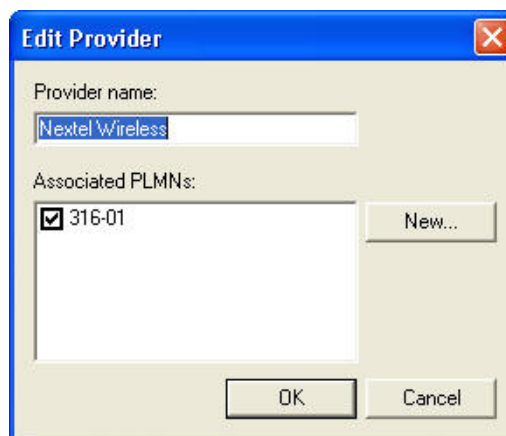 Edit Provider
Provider name:
Nextel Wireless
Associated PLMNs:
316-01
New...
OK
Cancel